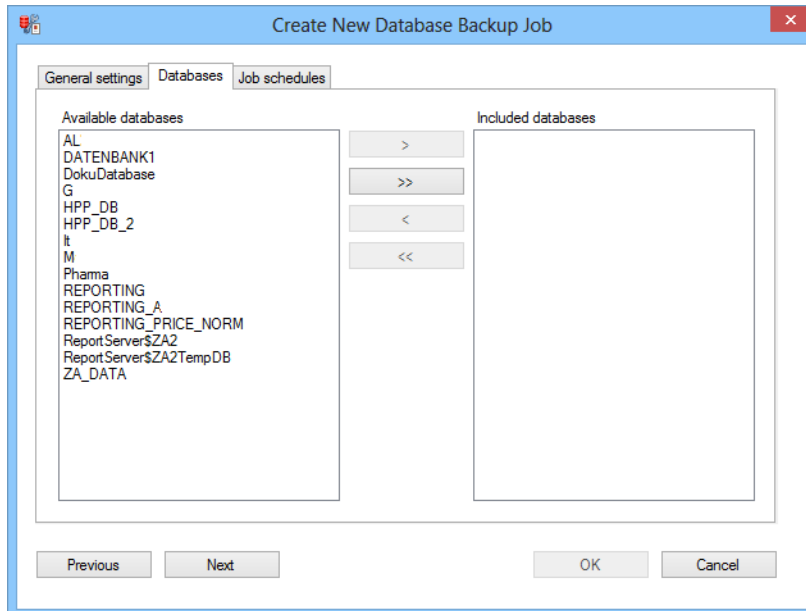 Create New Database Backup Job
General settings Databases Job schedules
Available databases
Included databases
AL
DATENBANK1
DokuDatabase
G
HPP_DB
HPP_DB_2
It
M
Pharma
REPORTING
REPORTING_A
REPORTING_PRICE_NORM
ReportServer$ZA2
ReportServer$ZA2TempDB
ZA_DATA
>
>>
<
<<
Previous Next OK Cancel